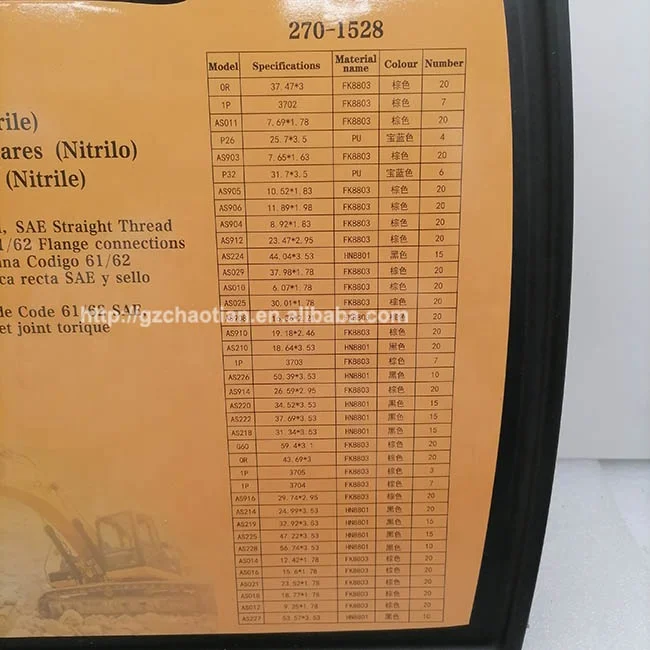 270-1528
Model Specifications Material name Colour Number
OR 37.47*3 FK8803 棕色 20
1P 3702 FK8803 棕色 7
AS011 7.69*1.78 FK8803 棕色 20
P26 25.7*3.5 PU 宝蓝色 4
AS903 7.65*1.63 FK8803 棕色 20
P32 31.7*3.5 PU 宝蓝色 6
AS905 10.52*1.83 FK8803 棕色 20
AS906 11.89*1.98 FK8803 棕色 20
AS904 8.92*1.83 FK8803 棕色 20
AS912 23.47*2.95 FK8803 棕色 20
AS224 44.04*3.53 HN8801 黑色 15
AS029 37.98*1.78 FK8803 棕色 20
AS010 6.07*1.78 FK8803 棕色 20
AS025 30.01*1.78 FK8803 棕色 20
http://gzchaotian.en.alibaba.com
棕色 20
AS910 19.18*2.46 FK8803 棕色 20
AS210 18.64*3.53 HN8801 黑色 20
1P 3703 FK8803 棕色 7
AS226 50.39*3.53 HN8801 黑色 10
AS914 26.59*2.95 FK8803 棕色 20
AS220 34.52*3.53 HN8801 黑色 15
AS222 37.69*3.53 HN8801 黑色 15
AS218 31.34*3.53 HN8801 黑色 15
G60 59.4*3.1 FK8803 棕色 20
OR 43.69*3 FK8803 棕色 20
1P 3705 FK8803 棕色 3
1P 3704 FK8803 棕色 7
AS916 29.74*2.95 FK8803 棕色 20
AS214 24.99*3.53 HN8801 黑色 20
AS219 32.92*3.53 HN8801 黑色 15
AS225 47.22*3.53 HN8801 黑色 15
AS228 56.74*3.53 HN8801 黑色 10
AS014 12.42*1.78 FK8803 棕色 20
AS016 15.6*1.78 FK8803 棕色 20
AS021 23.52*1.78 FK8803 棕色 20
AS018 18.77*1.78 FK8803 棕色 20
AS012 9.35*1.78 FK8803 棕色 20
AS227 53.57*3.53 HN8801 黑色 10
rile)
ares (Nitrilo)
(Nitrile)
, SAE Straight Thread
1/62 Flange connections
na Codigo 61/62
ca recta SAE y sello
de Code 61/62 SAE
et joint torique